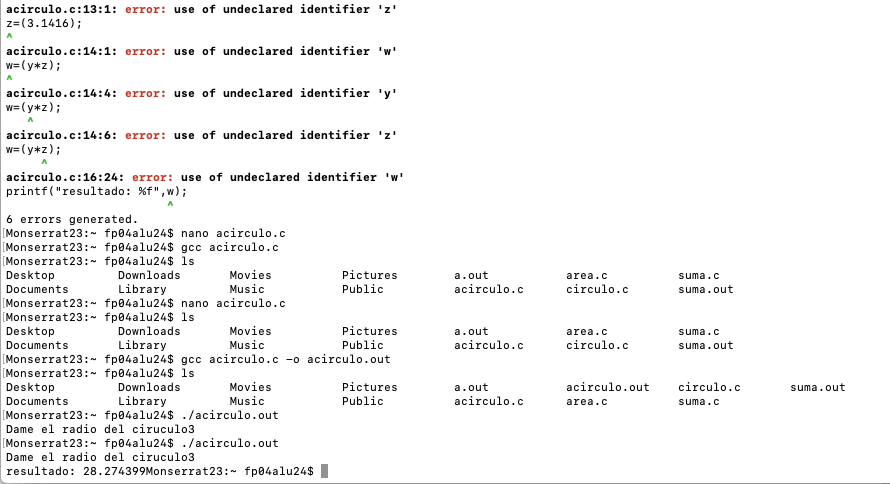 acirculo.c:13:1: error: use of undeclared identifier 'z'
z=(3.1416);
^
acirculo.c:14:1: error: use of undeclared identifier 'w'
w=(y*z);
^
acirculo.c:14:4: error: use of undeclared identifier 'y'
w=(y*z);
   ^
acirculo.c:14:6: error: use of undeclared identifier 'z'
w=(y*z);
     ^
acirculo.c:16:24: error: use of undeclared identifier 'w'
printf("resultado: %f",w);
                       ^
6 errors generated.
[Monserrat23:~ fp04alu24$ nano acirculo.c
[Monserrat23:~ fp04alu24$ gcc acirculo.c
[Monserrat23:~ fp04alu24$ ls
Desktop         Downloads       Movies          Pictures        a.out           area.c          suma.c
Documents       Library         Music           Public          acirculo.c      circulo.c       suma.out
[Monserrat23:~ fp04alu24$ nano acirculo.c
[Monserrat23:~ fp04alu24$ ls
Desktop         Downloads       Movies          Pictures        a.out           area.c          suma.c
Documents       Library         Music           Public          acirculo.c      circulo.c       suma.out
[Monserrat23:~ fp04alu24$ gcc acirculo.c -o acirculo.out
[Monserrat23:~ fp04alu24$ ls
Desktop         Downloads       Movies          Pictures        a.out           acirculo.out    circulo.c       suma.out
Documents       Library         Music           Public          acirculo.c      area.c          suma.c
[Monserrat23:~ fp04alu24$ ./acirculo.out
Dame el radio del ciruculo3
[Monserrat23:~ fp04alu24$ ./acirculo.out
Dame el radio del ciruculo3
resultado: 28.274399Monserrat23:~ fp04alu24$